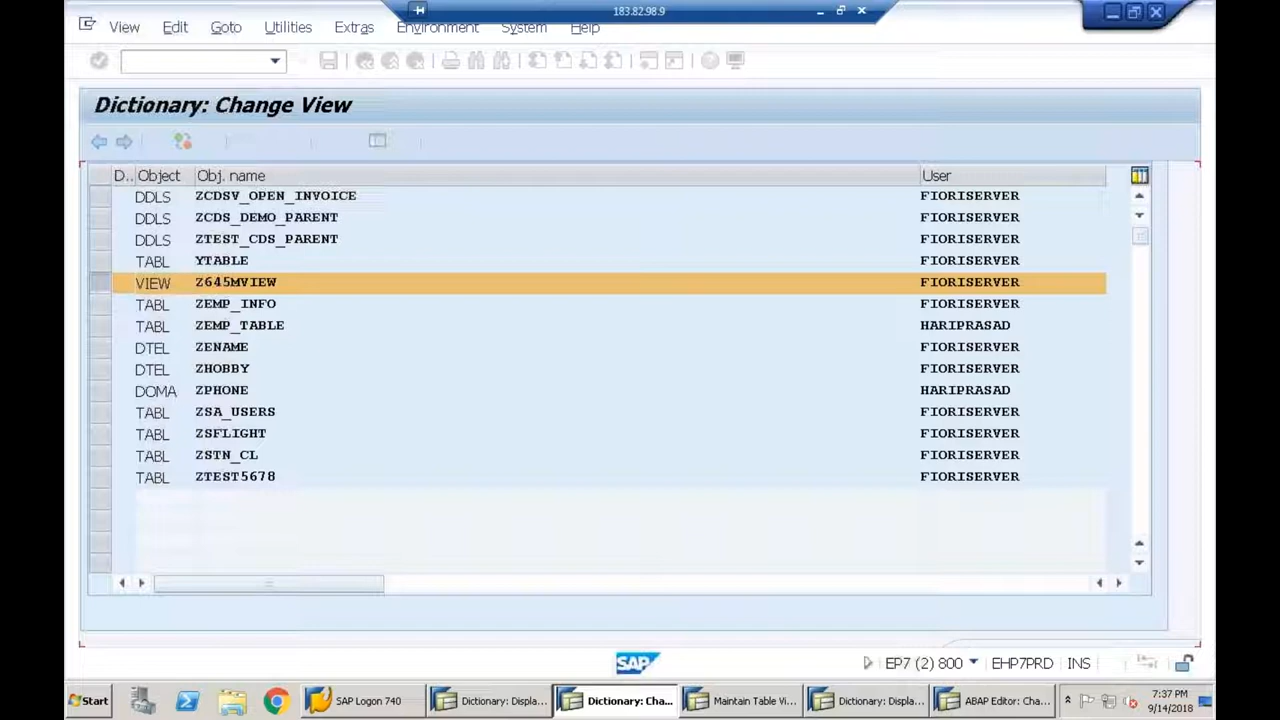 183.82.98.9
View Edit Goto Utilities Extras Environment System Help
Dictionary: Change View
D.. Object Obj. name User
DDLS ZCDSV_OPEN_INVOICE FIORISERVER
DDLS ZCDS_DEMO_PARENT FIORISERVER
DDLS ZTEST_CDS_PARENT FIORISERVER
TABL YTABLE FIORISERVER
VIEW Z645MVIEW FIORISERVER
TABL ZEMP_INFO FIORISERVER
TABL ZEMP_TABLE HARIPRASAD
DTEL ZENAME FIORISERVER
DTEL ZHOBBY FIORISERVER
DOMA ZPHONE HARIPRASAD
TABL ZSA_USERS FIORISERVER
TABL ZSFLIGHT FIORISERVER
TABL ZSTN_CL FIORISERVER
TABL ZTEST5678 FIORISERVER
SAP EP7 (2) 800 EHP7PRD INS
Start SAP Logon 740 Dictionary: Displa... Dictionary: Cha... Maintain Table Vi... Dictionary: Displa... ABAP Editor: Cha... 7:37 PM
9/14/2018